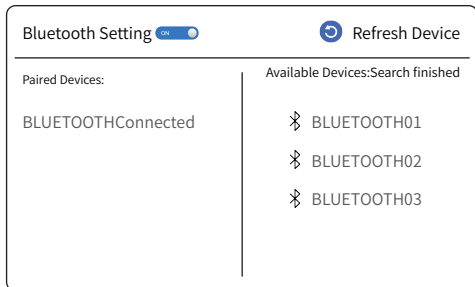 Bluetooth Setting ON
Refresh Device
Paired Devices:
BLUETOOTHConnected
Available Devices:Search finished
BLUETOOTH01
BLUETOOTH02
BLUETOOTH03